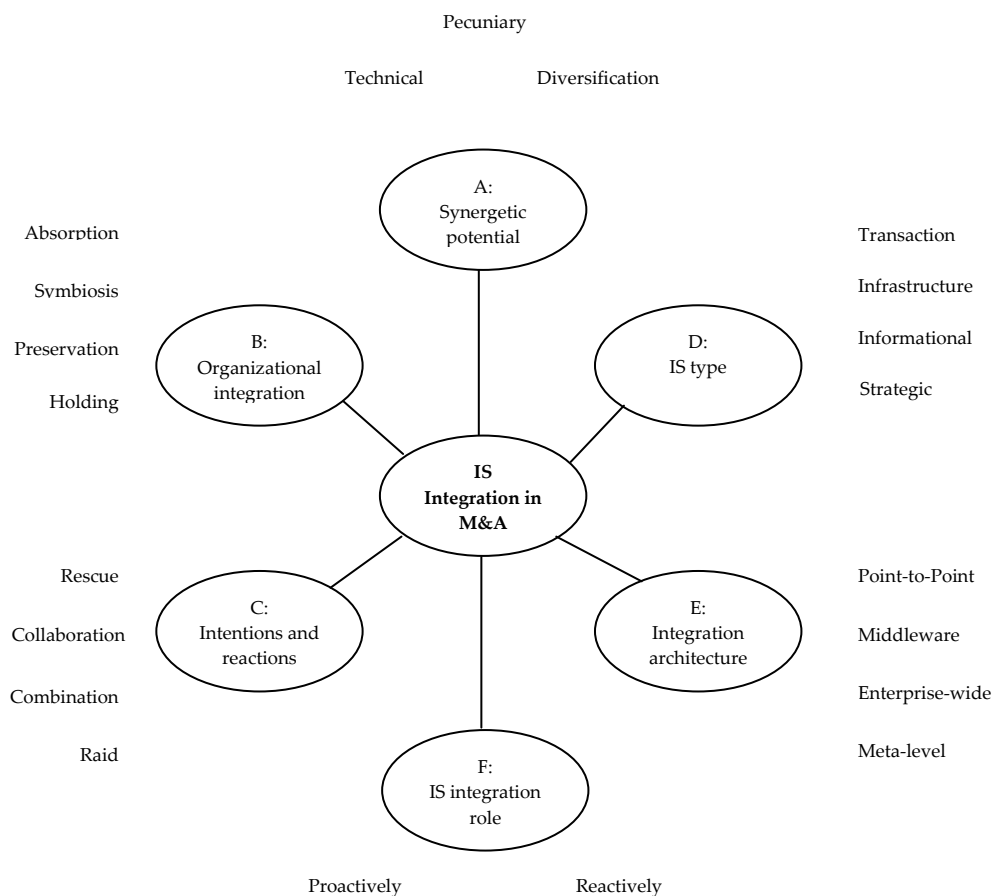 Pecuniary
Technical
Diversification
A:
Synergetic
potential
Absorption
Symbiosis
Preservation
Holding
B:
Organizational
integration
Transaction
Infrastructure
Informational
Strategic
D:
IS type
IS
Integration in
M&A
Rescue
Collaboration
Combination
Raid
C:
Intentions and
reactions
Point-to-Point
Middleware
Enterprise-wide
Meta-level
E:
Integration
architecture
F:
IS integration
role
Proactively
Reactively